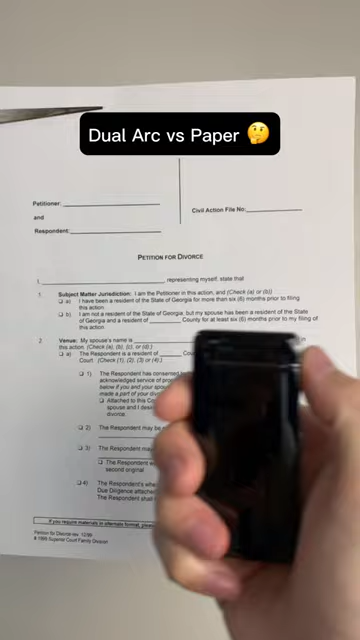 Dual Arc vs Paper 🤔
Petitioner:
Civil Action File No:
and
Respondent:
PETITION FOR DIVORCE
I, representing myself, state that
1. Subject Matter Jurisdiction: I am the Petitioner in this action, and (Check (a) or (b))
❑ a) I have been a resident of the State of Georgia for more than six (6) months prior to filing
this action.
❑ b) I am not a resident of the State of Georgia, but my spouse has been a resident of the State
of Georgia and a resident of County for at least six (6) months prior to my filing of
this action.
2. Venue: My spouse's name is in
this action. (Check (a), (b), (c), or (d).)
❑ a) The Respondent is a resident of
Court. (Check (1), (2), (3) or (4).)
❑ 1) The Respondent has consented
acknowledged service of
below if you and your spouse
made a part of your
❑ Attached to this
spouse and I
divorce.
❑ 2) The Respondent may be
❑ 3) The Respondent may
❑ The Respondent
second original
❑ 4) The Respondent's
Due Diligence attached
The Respondent
If you require materials in alternate format, please
Petition for Divorce rev. 12/99
© 1999 Superior Court Family Division